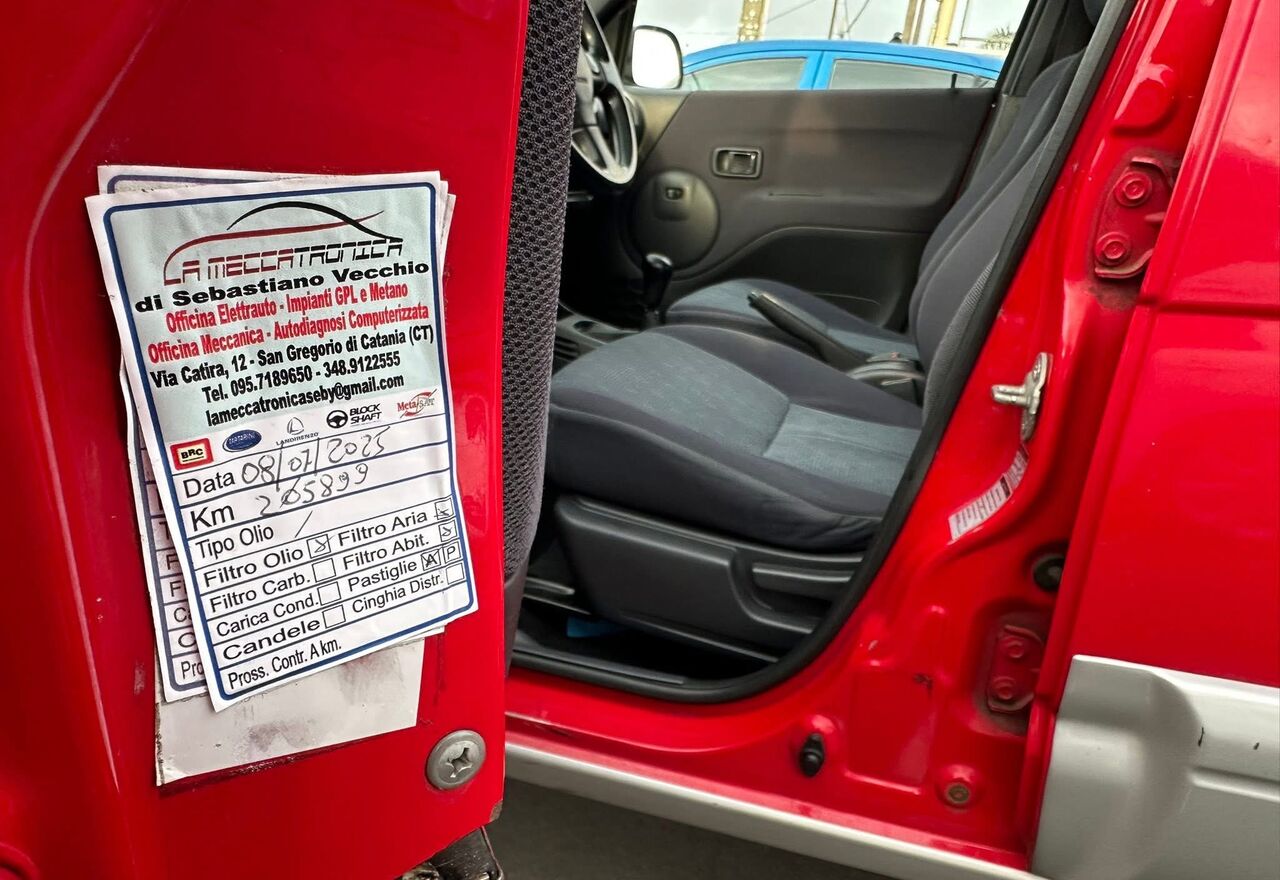 LA MECCATRONICA
di Sebastiano Vecchio
Officina Elettrauto - Impianti GPL e Metano
Officina Meccanica - Autodiagnosi Computerizzata
Via Catira, 12 - San Gregorio di Catania (CT)
Tel. 095.7189650 - 348.9122555
lameccatronicaseby@gmail.com
BRC TARTARINI LANDIRENZO BLOCK SHAFT
Data 08/07/2025
Km 265899
Tipo Olio /
Filtro Olio Filtro Aria
Filtro Carb. Filtro Abit.
Carica Cond. Pastiglie A P
Candele Cinghia Distr.
Pross. Contr. A km.
F
F
C
C
Pro